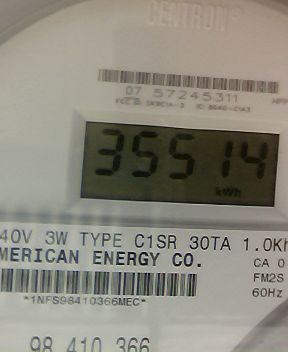 CENTRON®
07 57245311
35514
kWh
40V 3W TYPE C1SR 30TA 1.0Kh
MERICAN ENERGY CO.
CA 0
FM2S
60Hz
*1NFS98410366MEC*
98 410 366